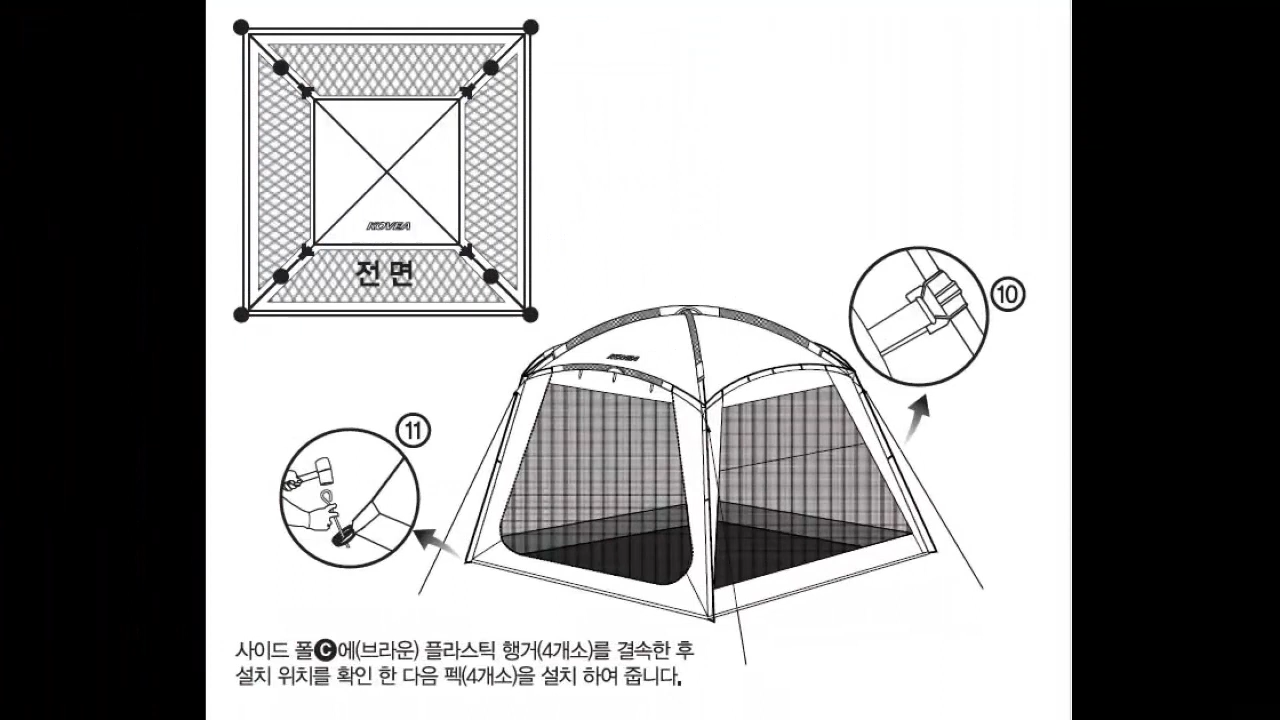 KOVEA
전 면
10
KOVEA
11
사이드 폴C에(브라운) 플라스틱 행거(4개소)를 결속한 후
설치 위치를 확인 한 다음 펙(4개소)을 설치 하여 줍니다.